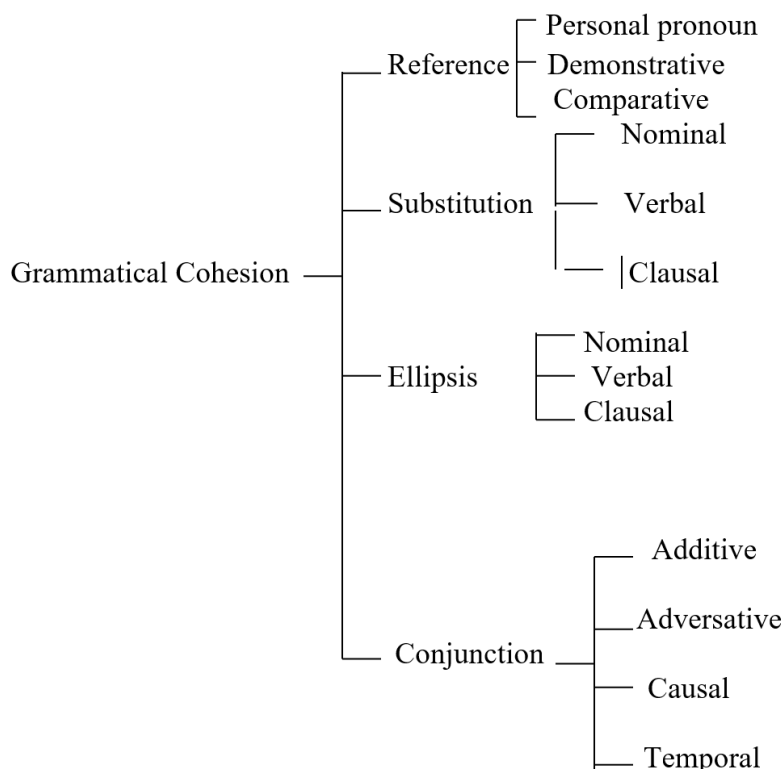 Personal pronoun
Reference
Demonstrative
Comparative
Nominal
Substitution
Verbal
Grammatical Cohesion
Clausal
Nominal
Ellipsis
Verbal
Clausal
Additive
Adversative
Conjunction
Causal
Temporal